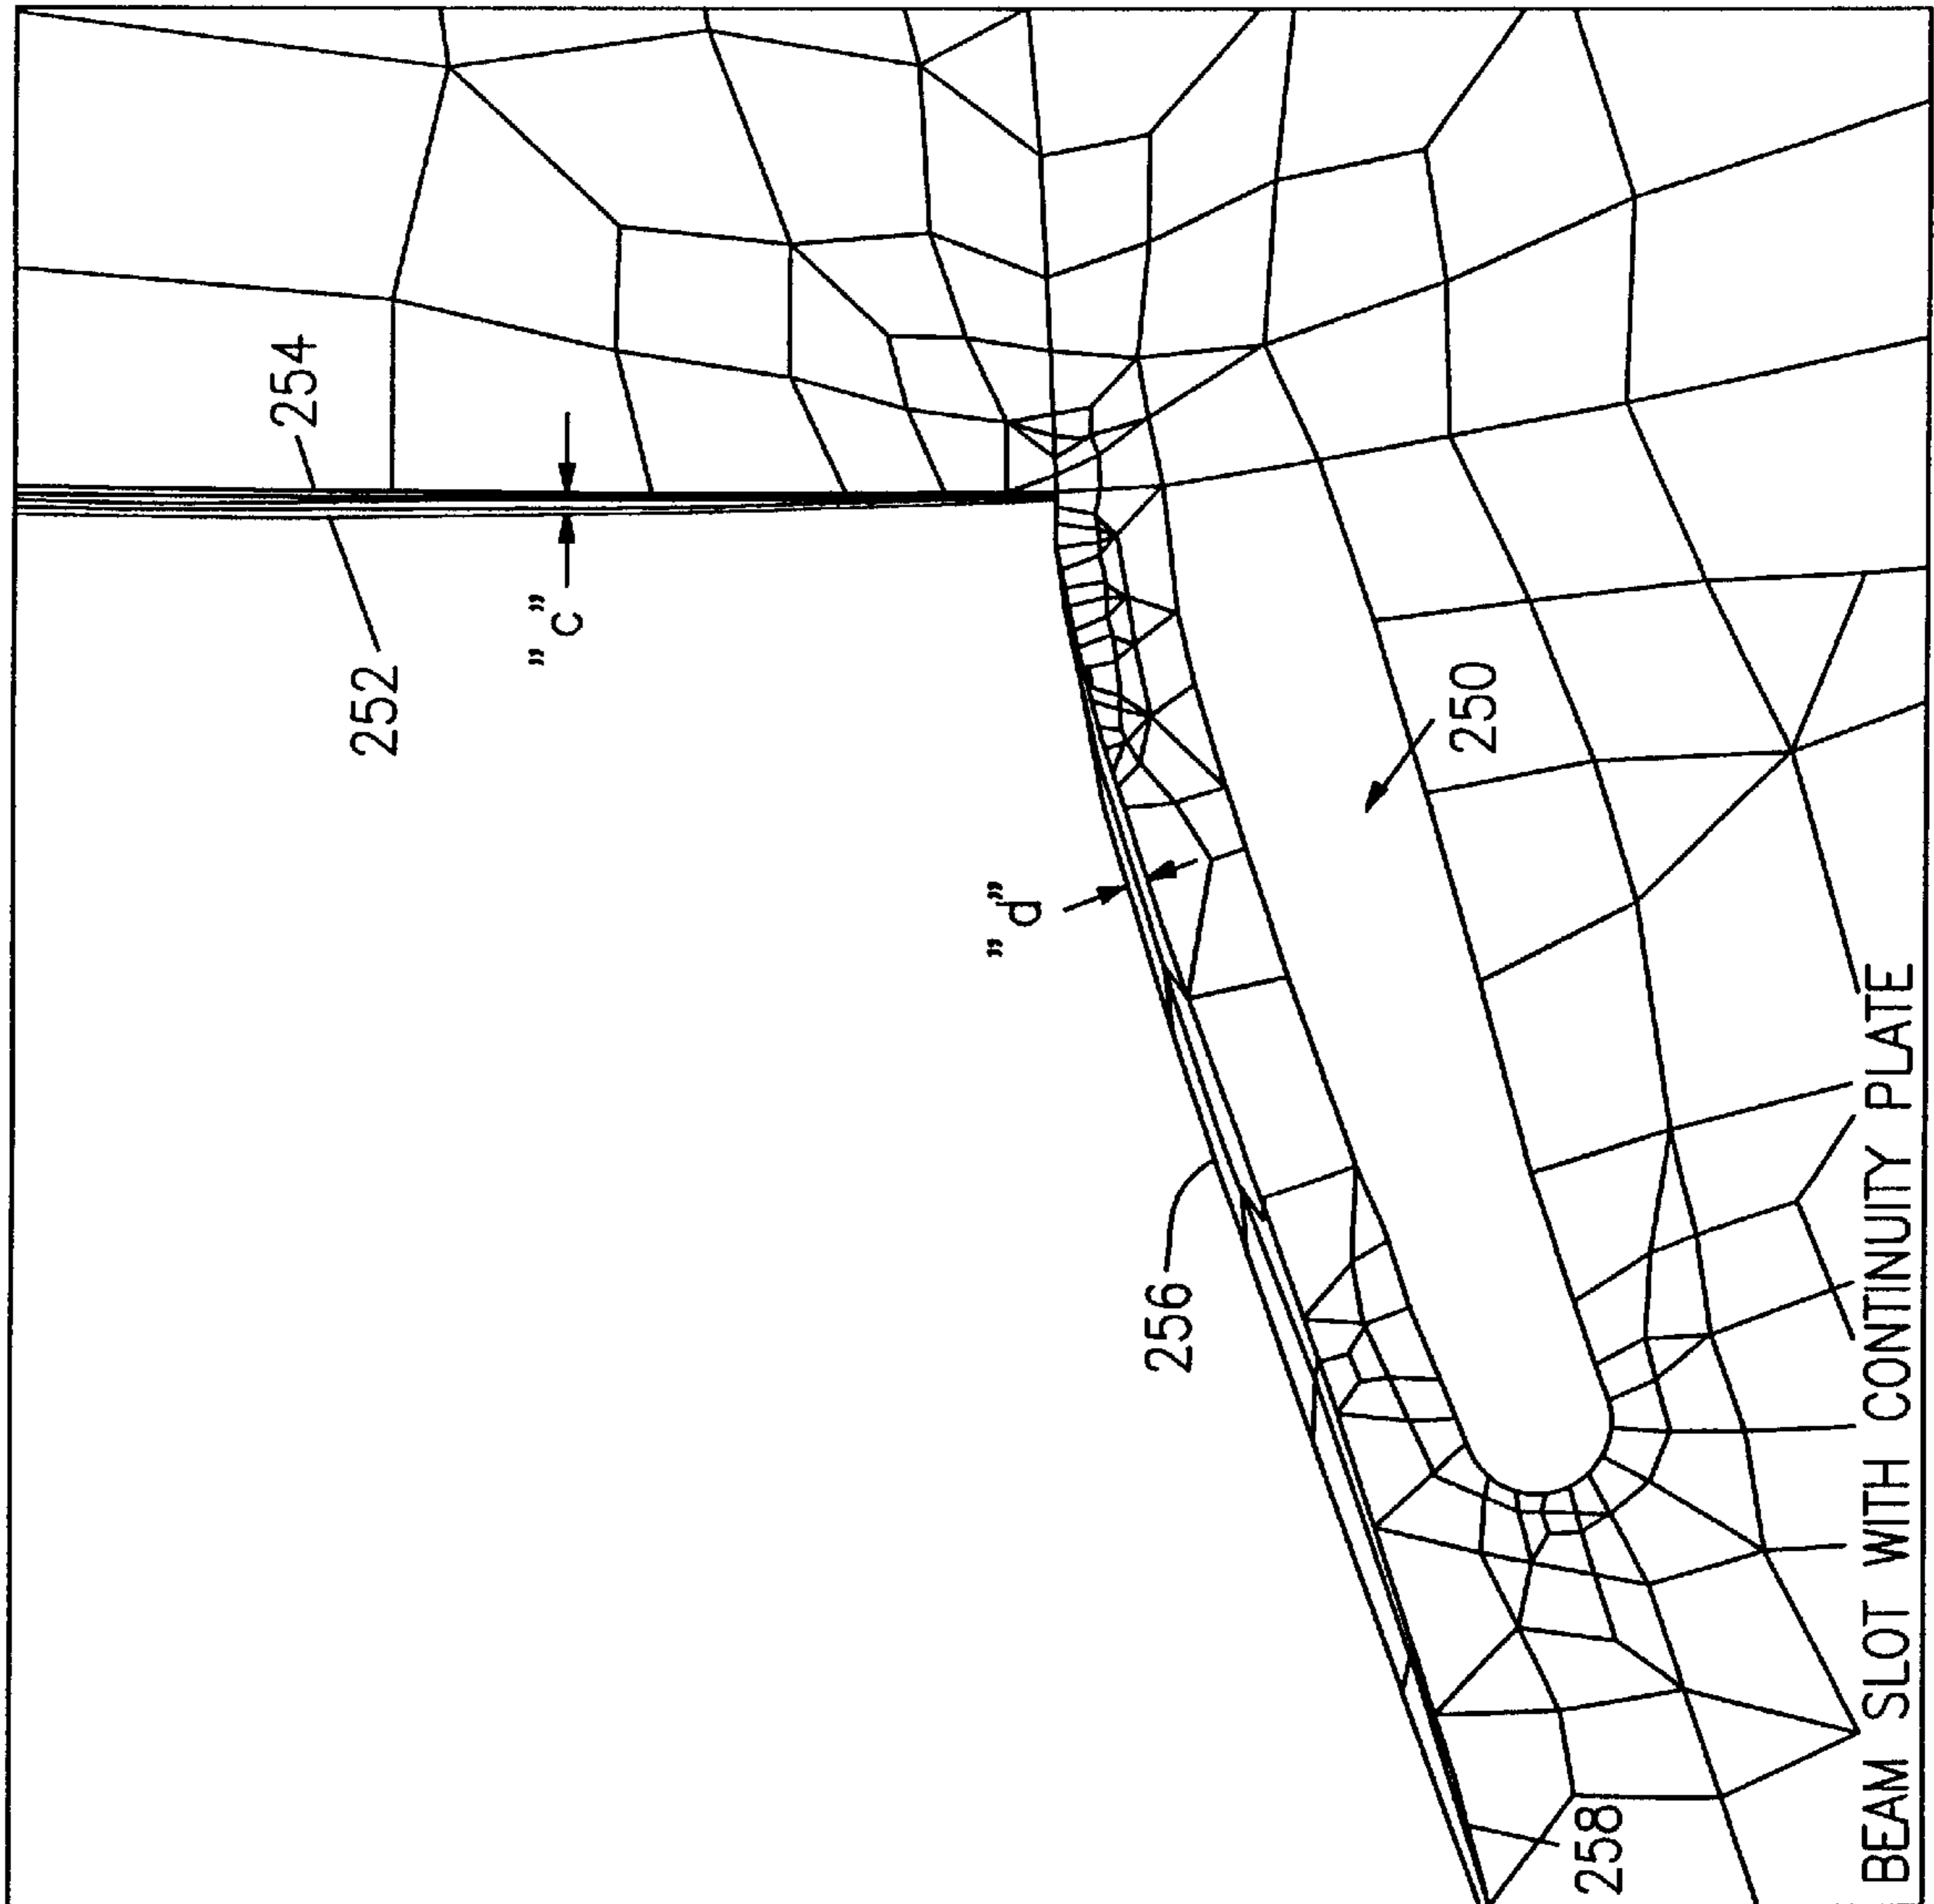 254
252
”c”
”d”
256
250
258
BEAM SLOT WITH CONTINUITY PLATE